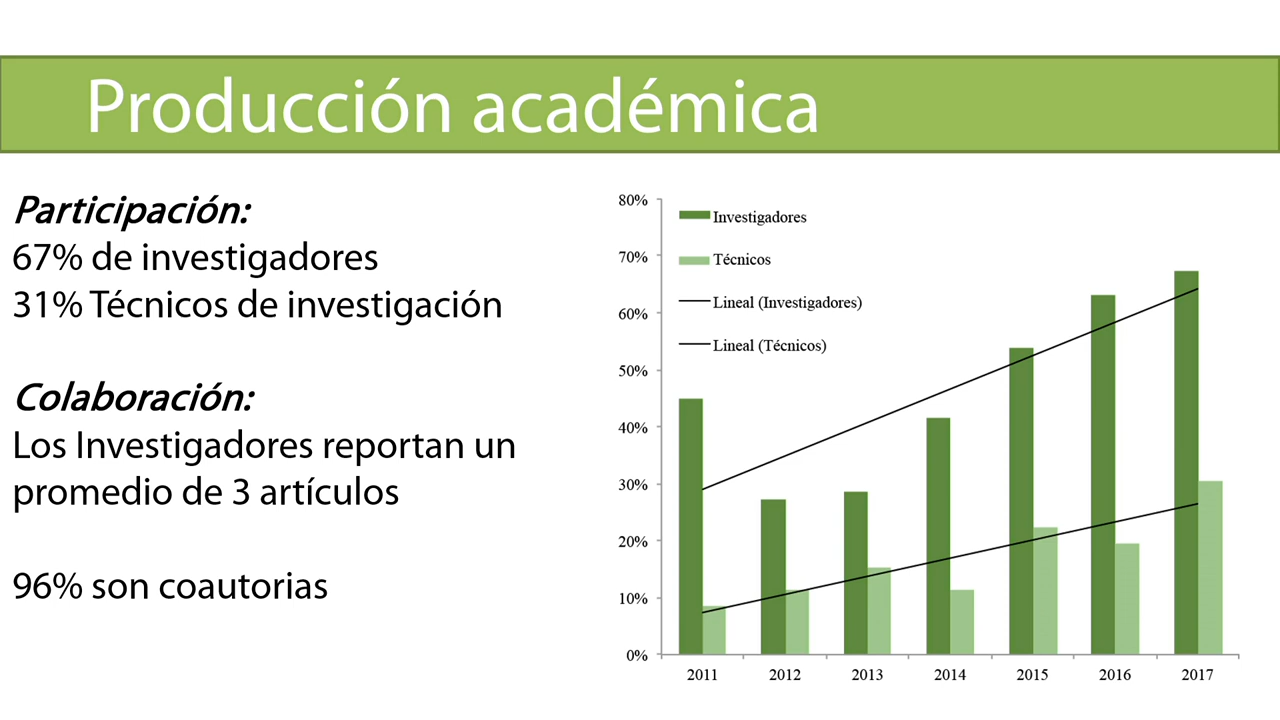 Producción académica
Participación:
67% de investigadores
31% Técnicos de investigación
Colaboración:
Los Investigadores reportan un
promedio de 3 artículos
96% son coautorias
80%
70%
60%
50%
40%
30%
20%
10%
0%
Investigadores
Técnicos
Lineal (Investigadores)
Lineal (Técnicos)
2011 2012 2013 2014 2015 2016 2017